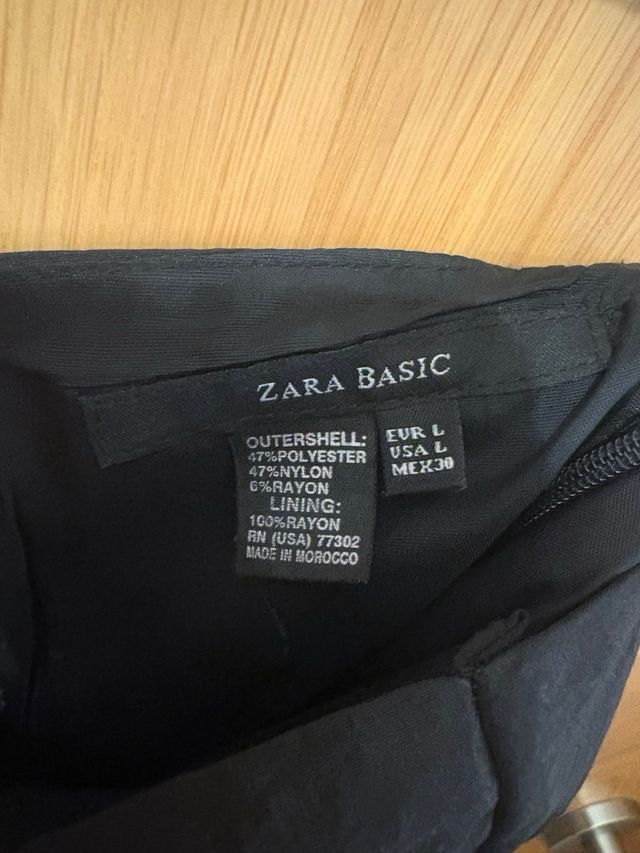 ZARA BASIC
OUTERSHELL:
47%POLYESTER
47%NYLON
6%RAYON
LINING:
100%RAYON
RN (USA) 77302
MADE IN MOROCCO
EUR L
USA L
MEX30